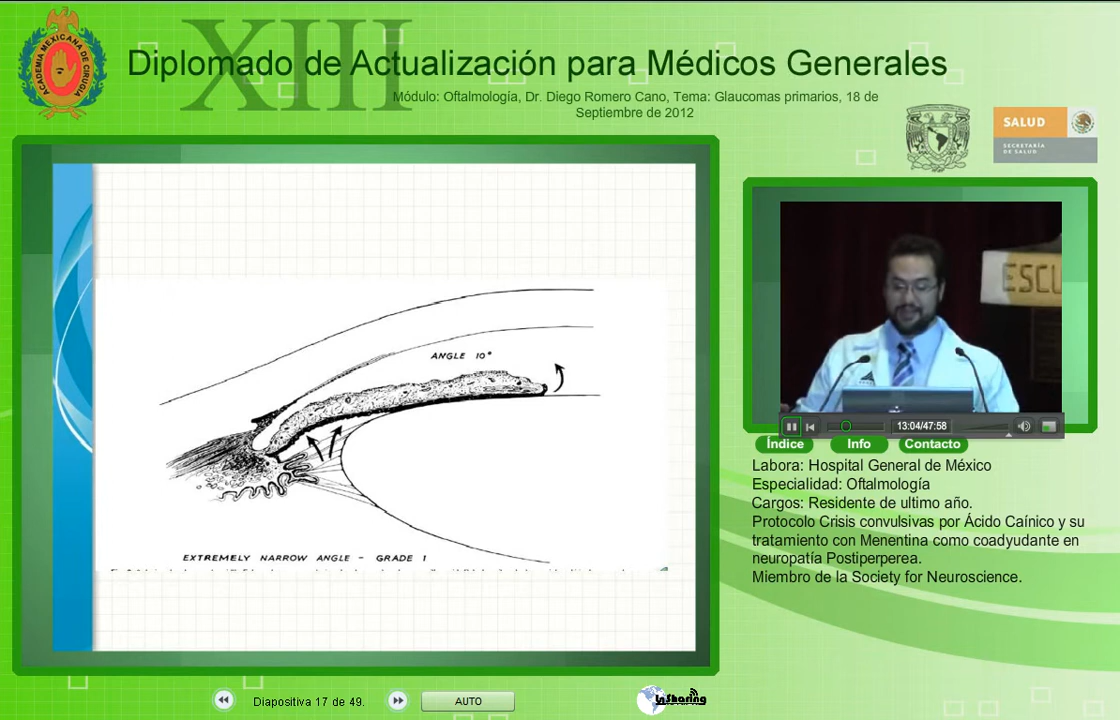 XIII
Diplomado de Actualización para Médicos Generales
Módulo: Oftalmología, Dr. Diego Romero Cano, Tema: Glaucomas primarios, 18 de
Septiembre de 2012
ACADEMIA MEXICANA DE CIRUGIA
SALUD
SECRETARÍA
DE SALUD
ANGLE 10°
EXTREMELY NARROW ANGLE - GRADE 1
ESCU
13:04/47:58
Índice
Info
Contacto
Labora: Hospital General de México
Especialidad: Oftalmología
Cargos: Residente de ultimo año.
Protocolo Crisis convulsivas por Ácido Caínico y su
tratamiento con Menentina como coadyudante en
neuropatía Postiperperea.
Miembro de la Society for Neuroscience.
Diapositiva 17 de 49.
AUTO
InSharing